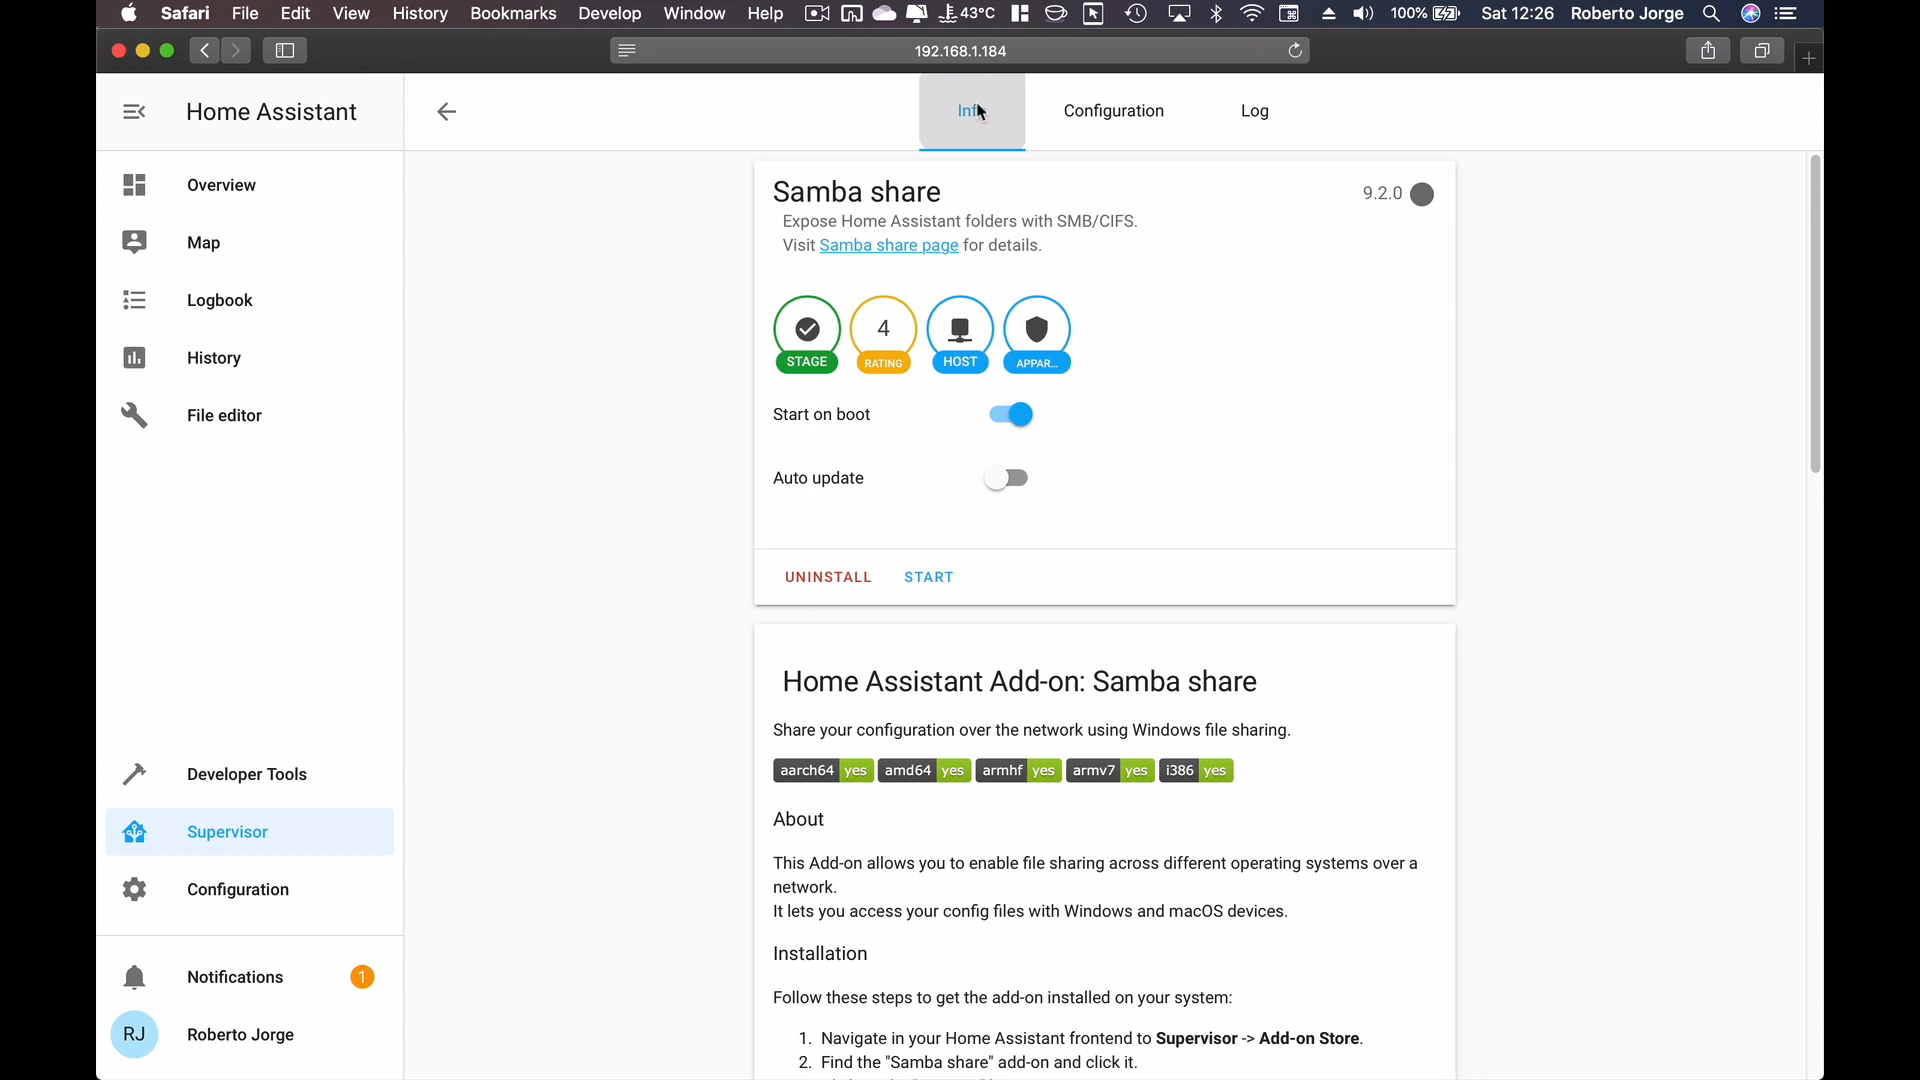 Safari File Edit View History Bookmarks Develop Window Help 43°C 100% Sat 12:26 Roberto Jorge
192.168.1.184
Home Assistant
Configuration
Log
Overview
Map
Logbook
History
File editor
Developer Tools
Supervisor
Configuration
Notifications 1
RJ Roberto Jorge
Samba share 9.2.0
Expose Home Assistant folders with SMB/CIFS.
Visit Samba share page for details.
4
STAGE RATING HOST APPAR...
Start on boot
Auto update
UNINSTALL START
Home Assistant Add-on: Samba share
Share your configuration over the network using Windows file sharing.
aarch64 yes amd64 yes armhf yes armv7 yes i386 yes
About
This Add-on allows you to enable file sharing across different operating systems over a
network.
It lets you access your config files with Windows and macOS devices.
Installation
Follow these steps to get the add-on installed on your system:
1. Navigate in your Home Assistant frontend to Supervisor -> Add-on Store.
2. Find the "Samba share" add-on and click it.